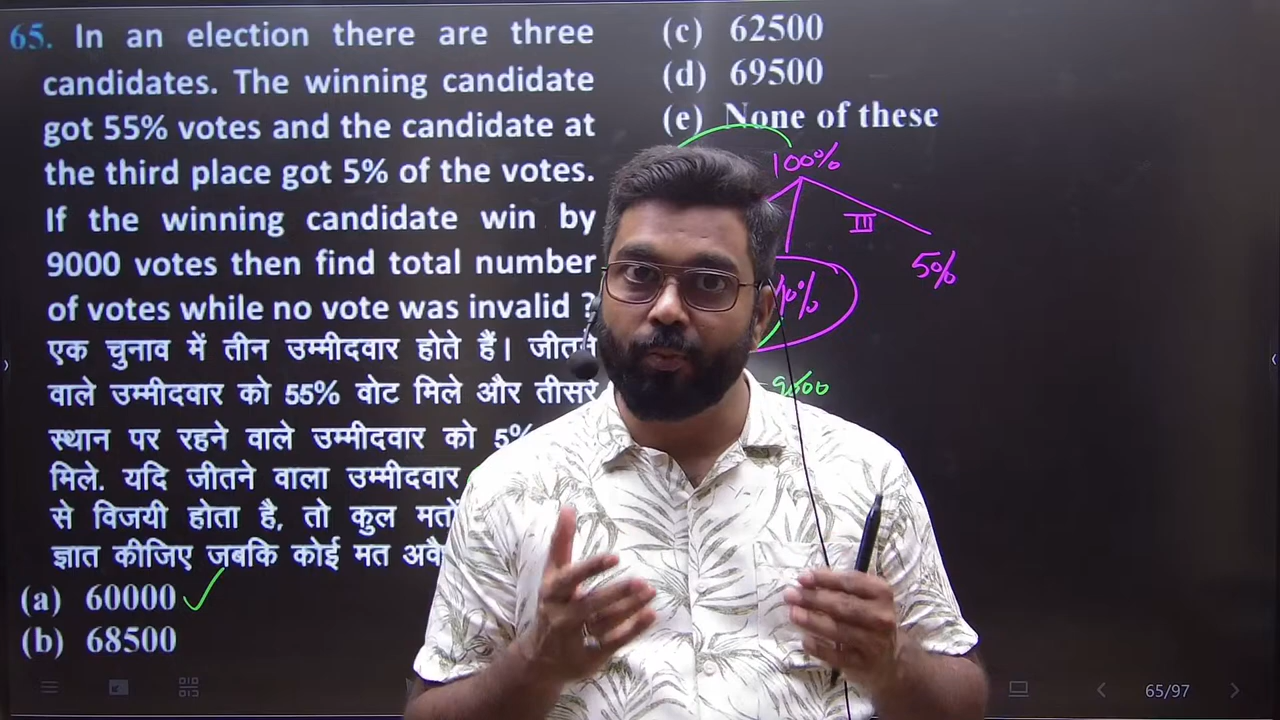 65. In an election there are three
candidates. The winning candidate
got 55% votes and the candidate at
the third place got 5% of the votes.
If the winning candidate win by
9000 votes then find total number
of votes while no vote was invalid ?
एक चुनाव में तीन उम्मीदवार होते हैं। जीतने
वाले उम्मीदवार को 55% वोट मिले और तीसरे
स्थान पर रहने वाले उम्मीदवार को 5%
मिले. यदि जीतने वाला उम्मीदवार
से विजयी होता है, तो कुल मतों
ज्ञात कीजिए जबकि कोई मत
(a) 60000
(b) 68500
(c) 62500
(d) 69500
(e) None of these
100%
III
5%
40%
65/97